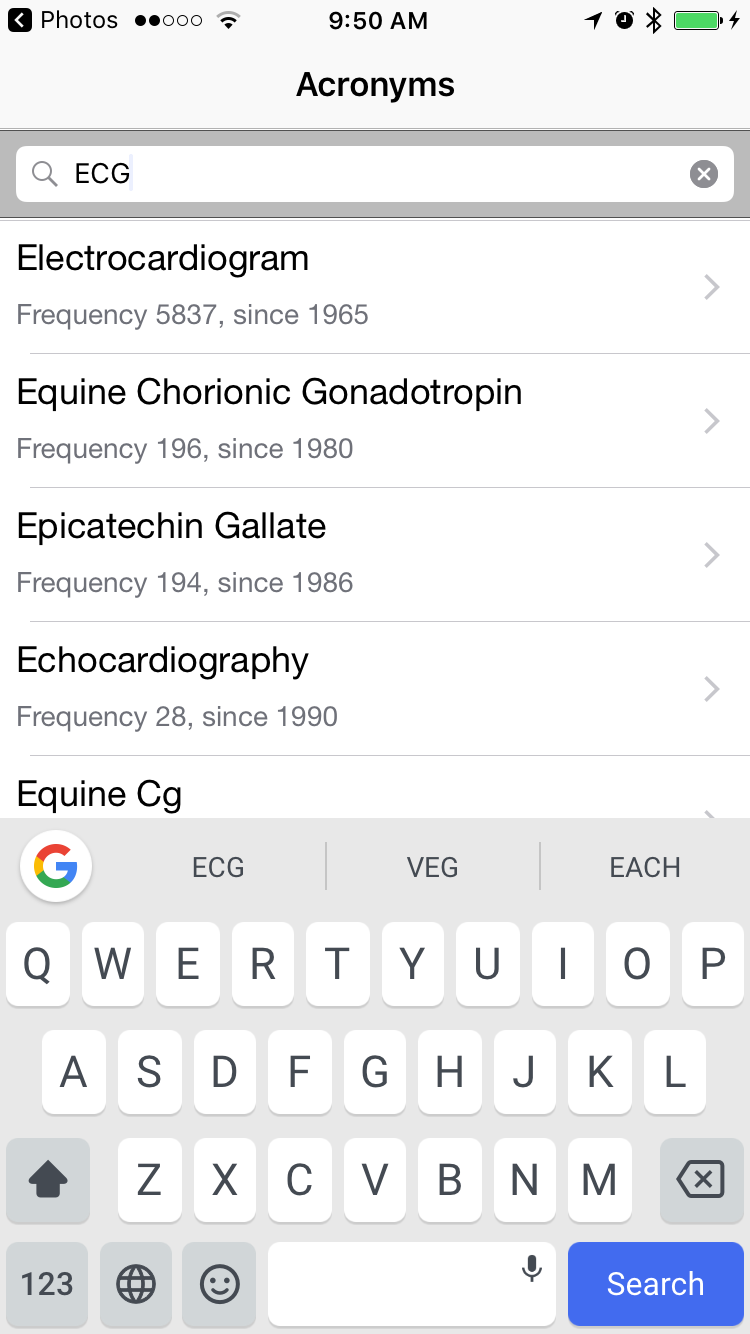 Photos 9:50 AM
Acronyms
ECG
Electrocardiogram
Frequency 5837, since 1965
Equine Chorionic Gonadotropin
Frequency 196, since 1980
Epicatechin Gallate
Frequency 194, since 1986
Echocardiography
Frequency 28, since 1990
Equine Cg
G ECG VEG EACH
Q W E R T Y U I O P
A S D F G H J K L
Z X C V B N M
123 Search